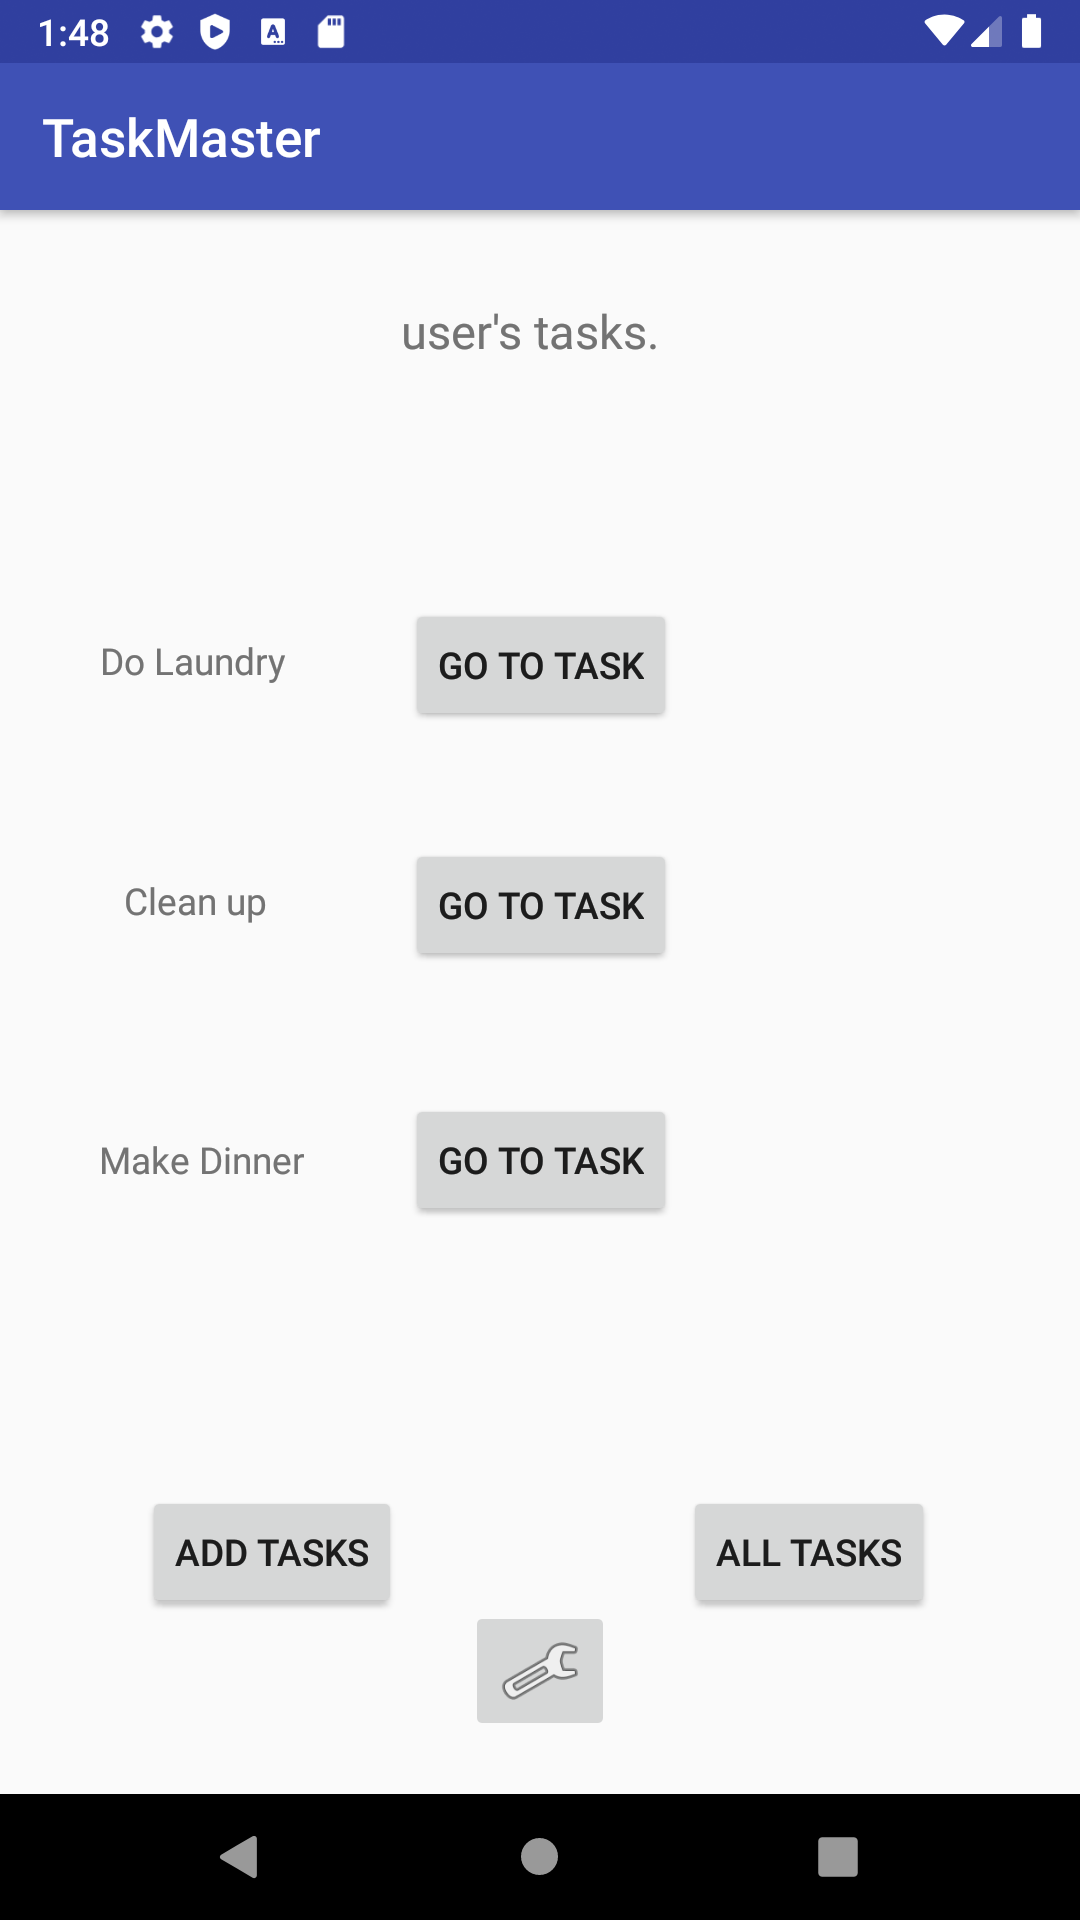 1:48
TaskMaster
user's tasks.
Do Laundry GO TO TASK
Clean up GO TO TASK
Make Dinner GO TO TASK
ADD TASKS ALL TASKS